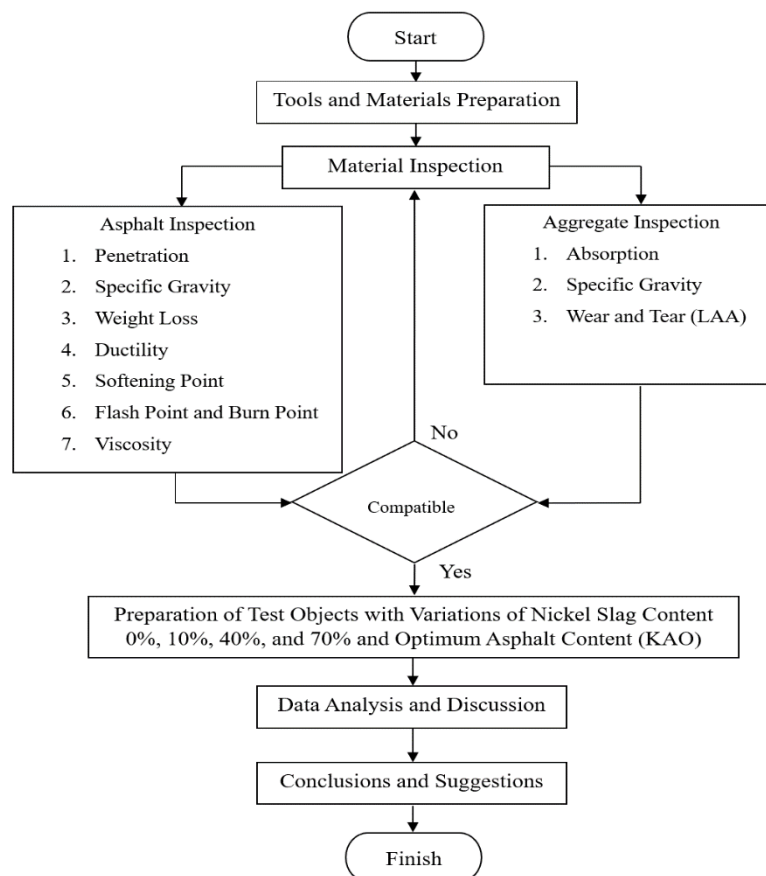 Start
Tools and Materials Preparation
Material Inspection
Asphalt Inspection
1. Penetration
2. Specific Gravity
3. Weight Loss
4. Ductility
5. Softening Point
6. Flash Point and Burn Point
7. Viscosity
Aggregate Inspection
1. Absorption
2. Specific Gravity
3. Wear and Tear (LAA)
No
Compatible
Yes
Preparation of Test Objects with Variations of Nickel Slag Content
0%, 10%, 40%, and 70% and Optimum Asphalt Content (KAO)
Data Analysis and Discussion
Conclusions and Suggestions
Finish